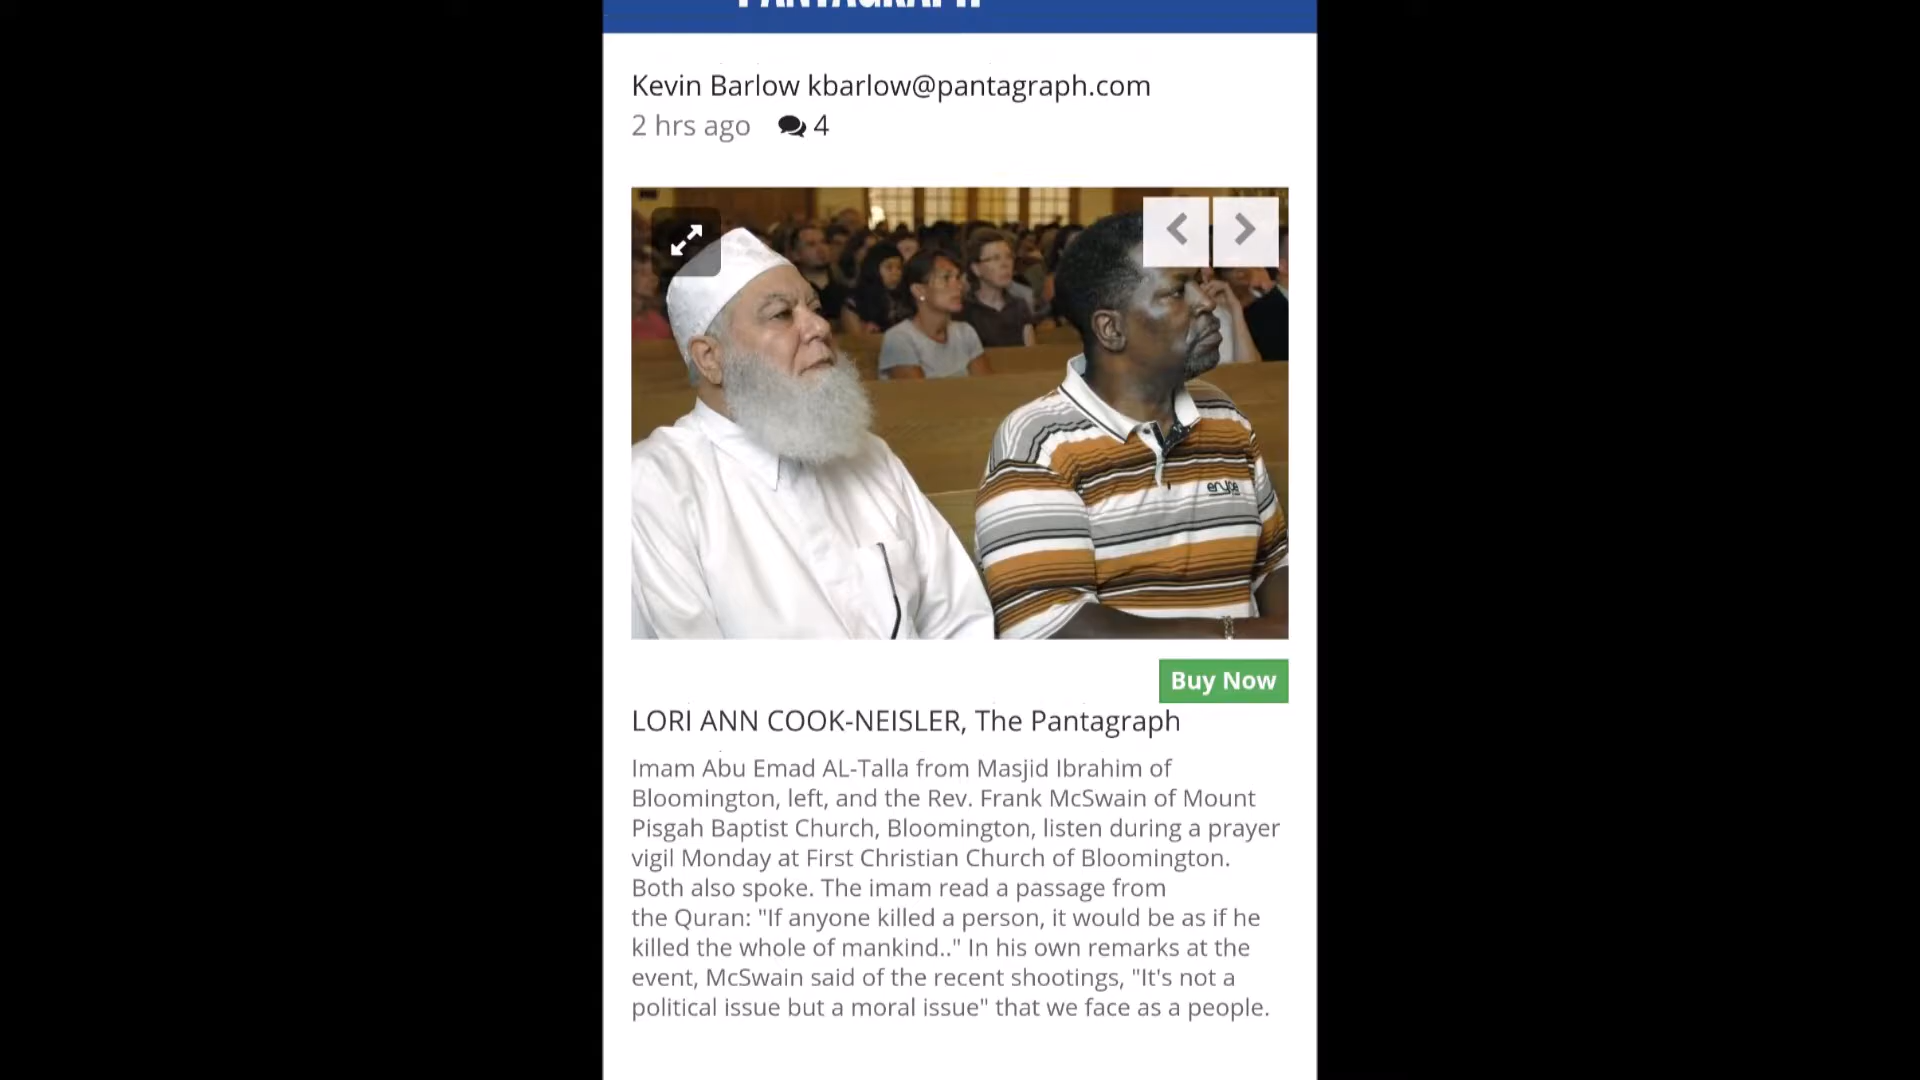 PANTAGRAPH
Kevin Barlow kbarlow@pantagraph.com
2 hrs ago 4
enyce
Buy Now
LORI ANN COOK-NEISLER, The Pantagraph
Imam Abu Emad AL-Talla from Masjid Ibrahim of
Bloomington, left, and the Rev. Frank McSwain of Mount
Pisgah Baptist Church, Bloomington, listen during a prayer
vigil Monday at First Christian Church of Bloomington.
Both also spoke. The imam read a passage from
the Quran: "If anyone killed a person, it would be as if he
killed the whole of mankind.." In his own remarks at the
event, McSwain said of the recent shootings, "It's not a
political issue but a moral issue" that we face as a people.